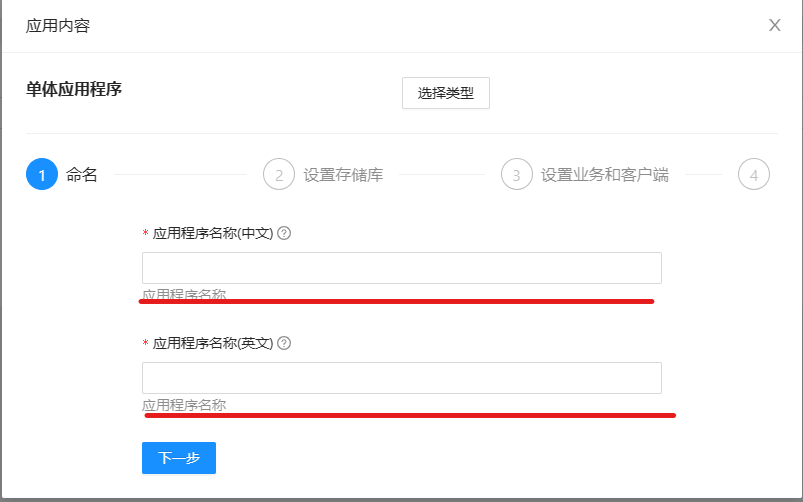 应用内容
单体应用程序 选择类型
1 命名 2 设置存储库 3 设置业务和客户端 4
* 应用程序名称(中文)
应用程序名称
* 应用程序名称(英文)
应用程序名称
下一步